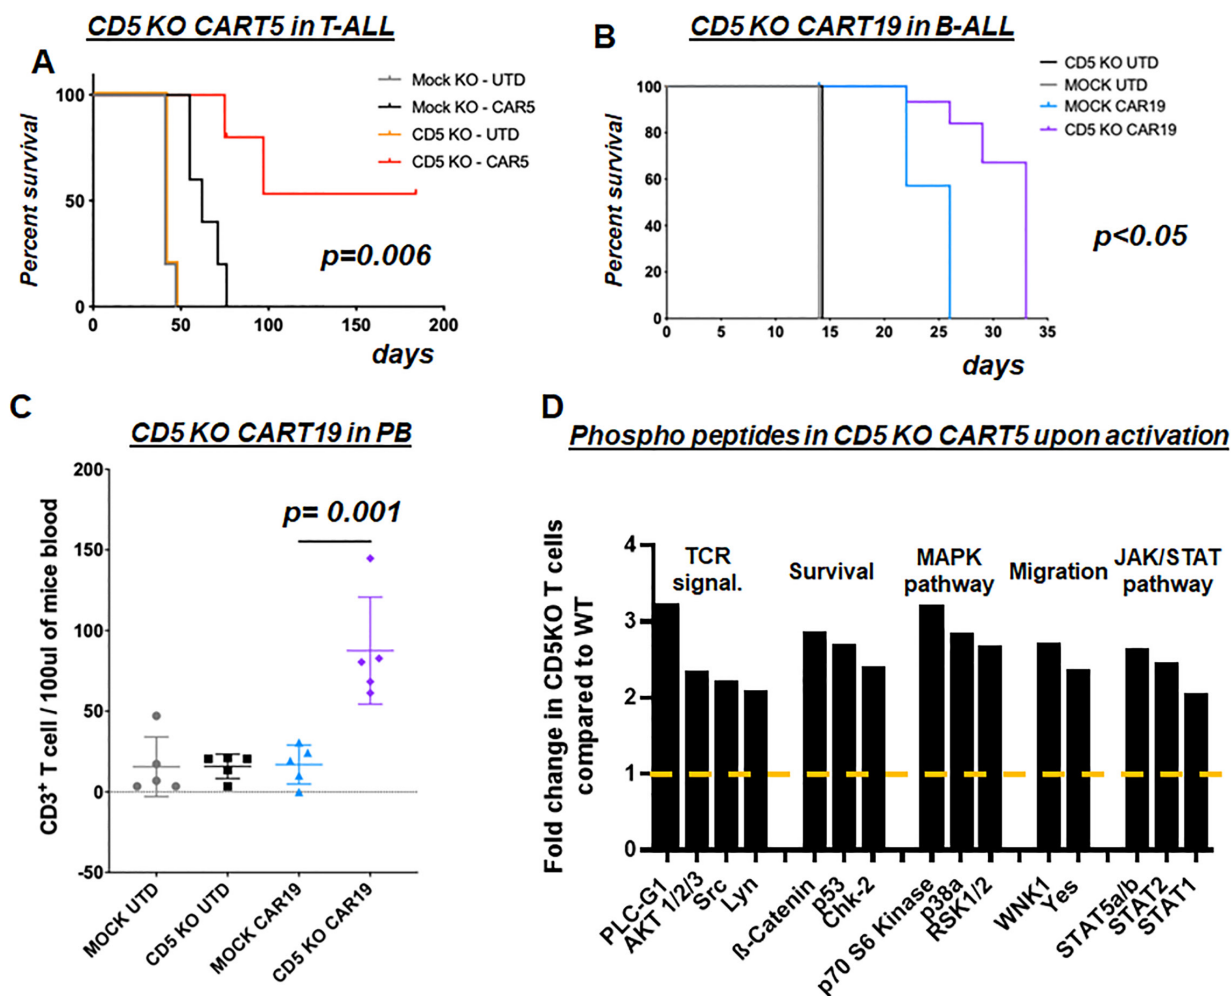 CD5 KO CART5 in T-ALL
A
Percent survival
100
50
0
0 50 100 150 200
days
Mock KO - UTD
Mock KO - CAR5
CD5 KO - UTD
CD5 KO - CAR5
p=0.006
B
CD5 KO CART19 in B-ALL
Percent survival
100
80
60
40
20
0
0 5 10 15 20 25 30 35
days
CD5 KO UTD
MOCK UTD
MOCK CAR19
CD5 KO CAR19
p<0.05
C
CD5 KO CART19 in PB
CD3+ T cell / 100ul of mice blood
200
150
100
50
0
-50
p= 0.001
MOCK UTD
CD5 KO UTD
MOCK CAR19
CD5 KO CAR19
D
Phospho peptides in CD5 KO CART5 upon activation
Fold change in CD5KO T cells
compared to WT
4
3
2
1
0
TCR
signal.
Survival
MAPK
pathway
Migration
JAK/STAT
pathway
PLC-G1
AKT 1/2/3
Src
Lyn
ß-Catenin
p53
Chk-2
p70 S6 Kinase
p38a
RSK1/2
WNK1
Yes
STAT5a/b
STAT2
STAT1